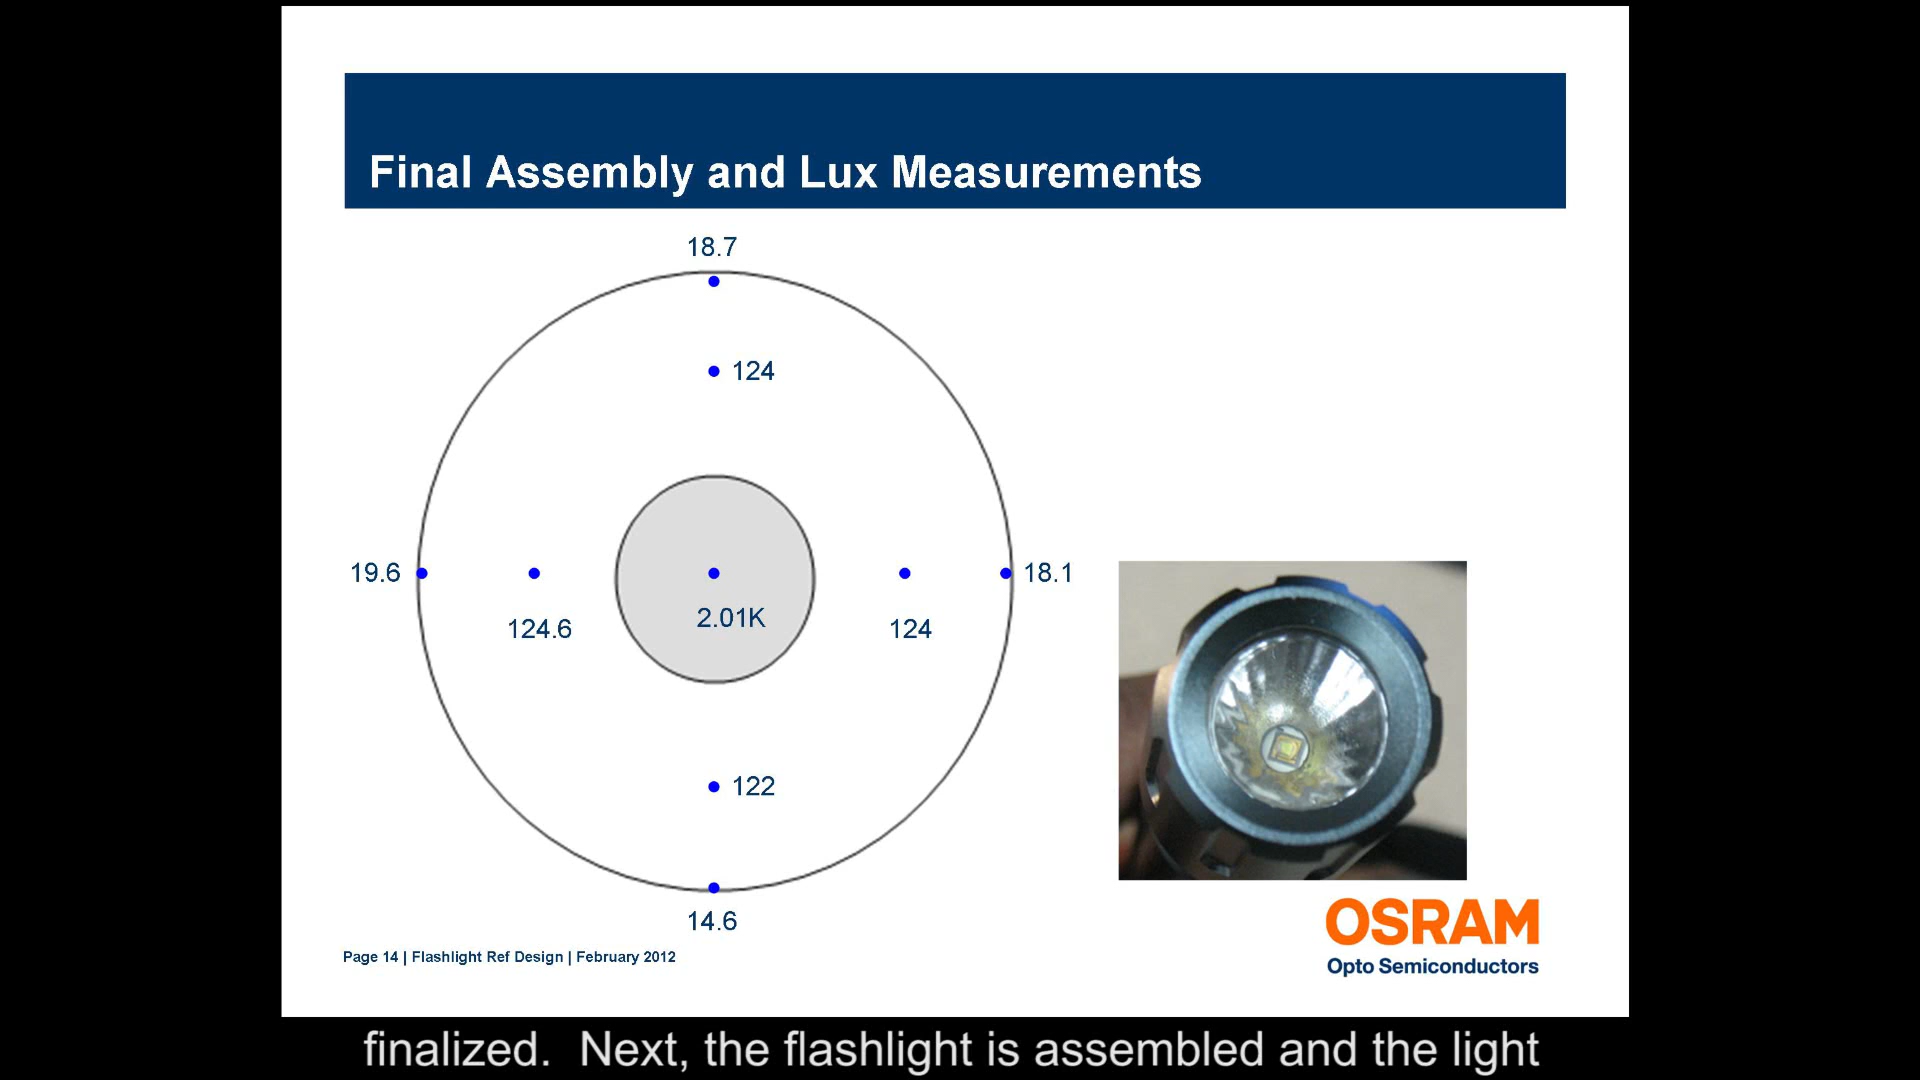 Final Assembly and Lux Measurements
18.7
124
19.6
18.1
2.01K
124.6
124
122
14.6
Page 14 | Flashlight Ref Design | February 2012
OSRAM
Opto Semiconductors
finalized.  Next, the flashlight is assembled and the light